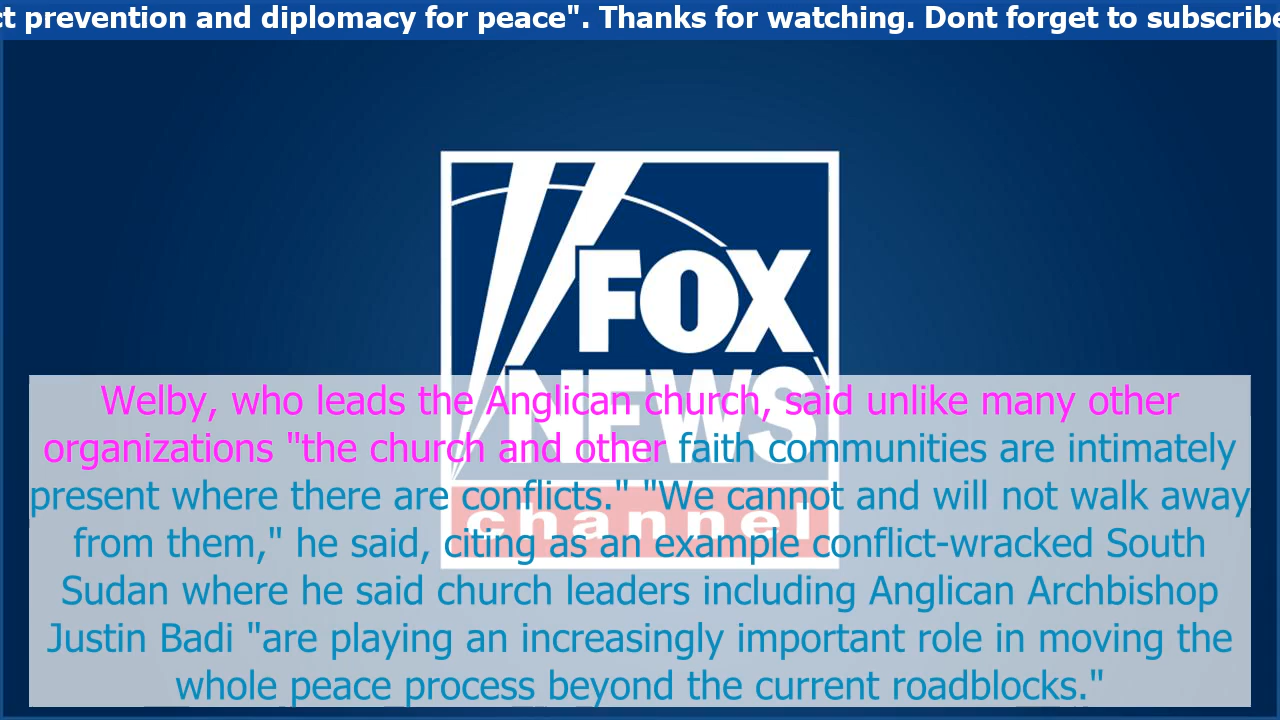 ct prevention and diplomacy for peace". Thanks for watching. Dont forget to subscribe
FOX
NEWS
channel
Welby, who leads the Anglican church, said unlike many other
organizations "the church and other faith communities are intimately
present where there are conflicts." "We cannot and will not walk away
from them," he said, citing as an example conflict-wracked South
Sudan where he said church leaders including Anglican Archbishop
Justin Badi "are playing an increasingly important role in moving the
whole peace process beyond the current roadblocks."